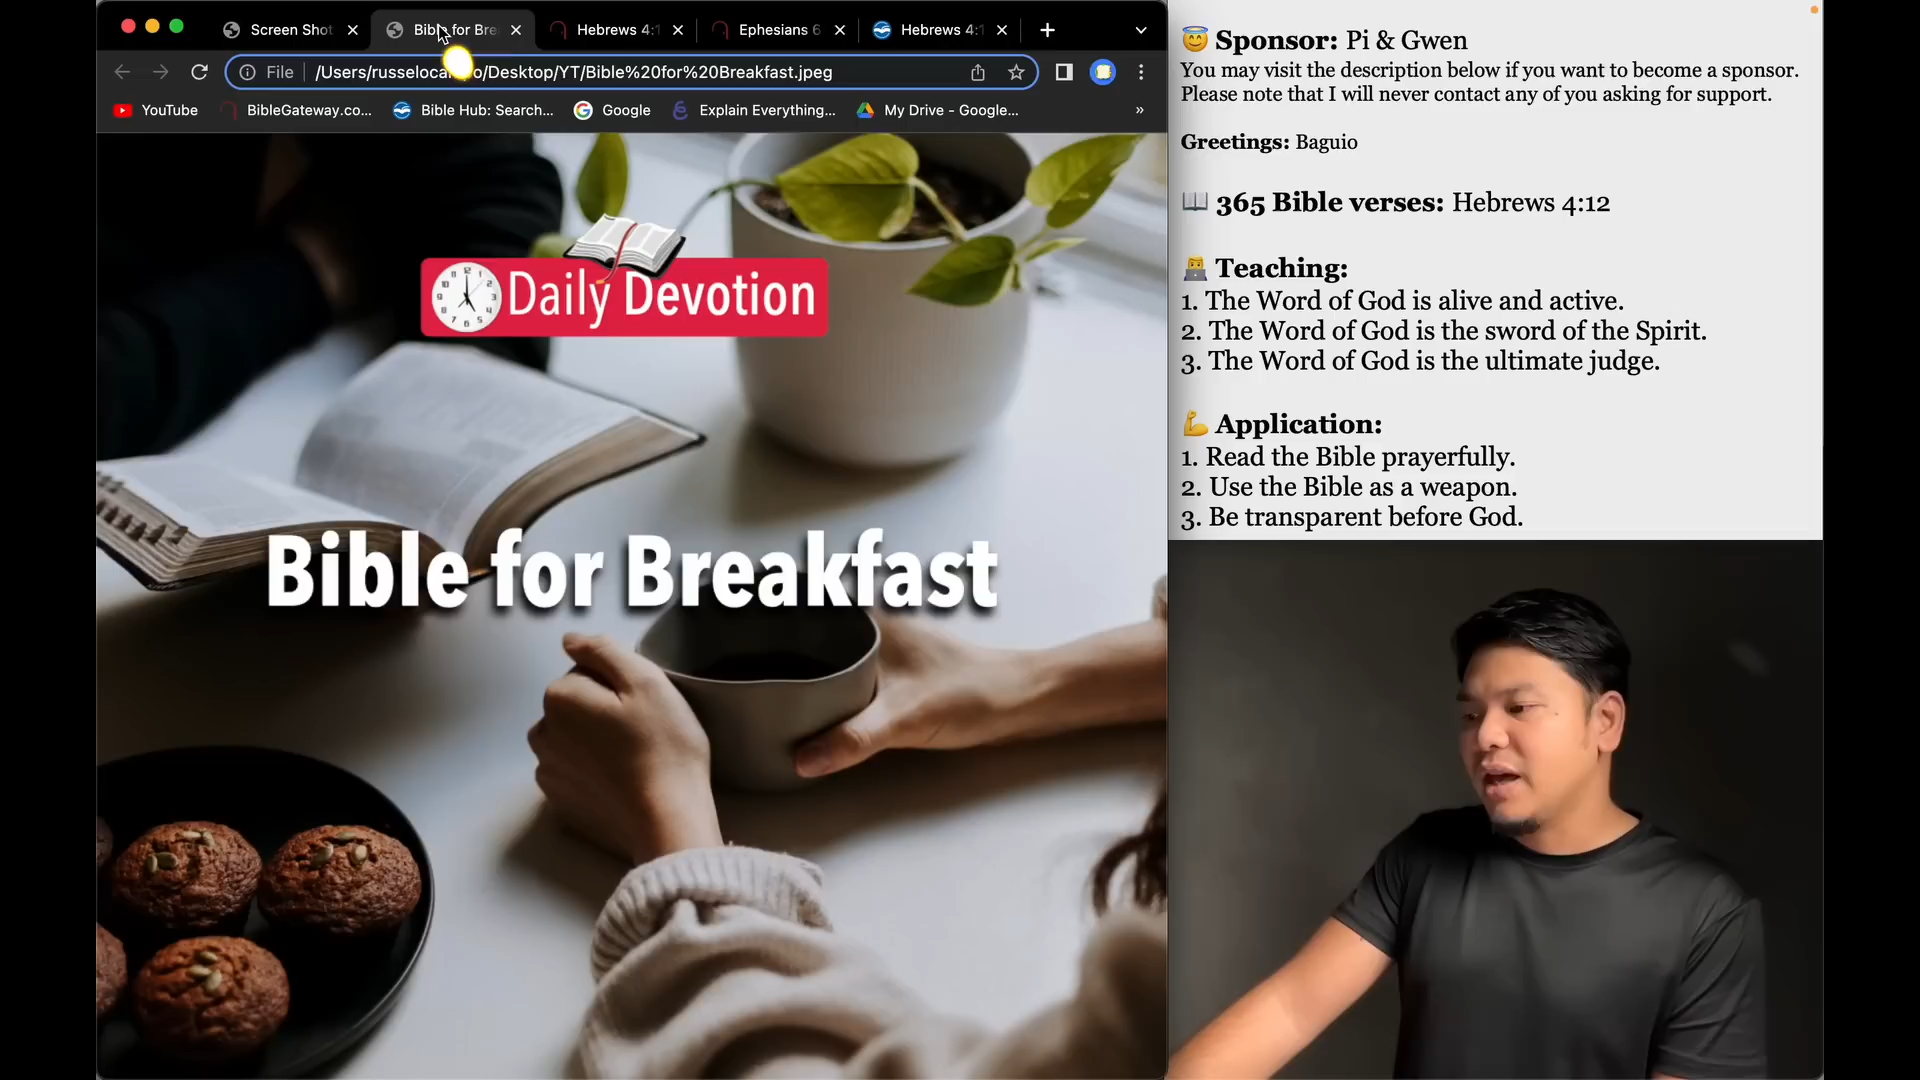 Screen Shot
Bible for Bre
Hebrews 4:1
Ephesians 6
Hebrews 4:1
File
/Desktop/YT/Bible%20for%20Breakfast.jpeg
YouTube
BibleGateway.co...
Bible Hub: Search...
Google
Explain Everything...
My Drive - Google...
»
Daily Devotion
Bible for Breakfast
Sponsor: Pi & Gwen
You may visit the description below if you want to become a sponsor.
Please note that I will never contact any of you asking for support.
Greetings: Baguio
365 Bible verses: Hebrews 4:12
Teaching:
1. The Word of God is alive and active.
2. The Word of God is the sword of the Spirit.
3. The Word of God is the ultimate judge.
Application:
1. Read the Bible prayerfully.
2. Use the Bible as a weapon.
3. Be transparent before God.